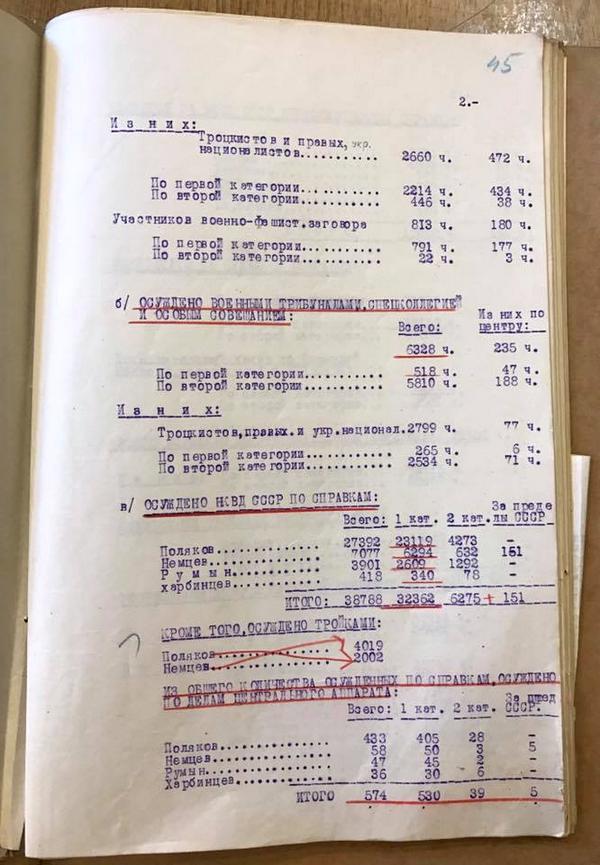 45
2.-
И з н и х:
Троцкистов и правых, укр.
националистов........... 2660 ч. 472 ч.
По первой категории........... 2214 ч. 434 ч.
По второй категории........... 446 ч. 38 ч.
Участников военно-фашист.заговора 813 ч. 180 ч.
По первой категории........... 791 ч. 177 ч.
По второй категории........... 22 ч. 3 ч.
б/ ОСУЖДЕНО ВОЕННЫМИ ТРИБУНАЛАМИ,СПЕЦКОЛЛЕГИЕЙ
И ОСОБЫМ СОВЕЩАНИЕМ:
Всего: Из них по
центру:
6328 ч. 235 ч.
По первой категории........... 518 ч. 47 ч.
По второй категории........... 5810 ч. 188 ч.
И з н и х:
Троцкистов,правых.и укр.национал.2799 ч. 77 ч.
По первой категории........... 265 ч. 6 ч.
По второй категории........... 2534 ч. 71 ч.
в/ ОСУЖДЕНО НКВД СССР ПО СПРАВКАМ:
Всего: 1 кат. 2 кат. За преде
лы СССР.
Поляков........... 27392 23119 4273 -
Немцев........... 7077 6294 632 151
Р у м ы н........... 3901 2609 1292 -
харбинцев........... 418 340 78 -
ИТОГО: 38788 32362 6275 + 151
КРОМЕ ТОГО,ОСУЖДЕНО ТРОЙКАМИ:
Поляков........... 4019
Немцев........... 2002
ИЗ ОБЩЕГО КОЛИЧЕСТВА ОСУЖДЕННЫХ ПО СПРАВКАМ,ОСУЖДЕНО
ПО ДЕЛАМ ЦЕНТРАЛЬНОГО АППАРАТА:
Всего: 1 кат. 2 кат. За пред
СССР.
Поляков........... 433 405 28 -
Немцев........... 58 50 3 5
Румын........... 47 45 2 -
Харбинцев........... 36 30 6 -
ИТОГО 574 530 39 5